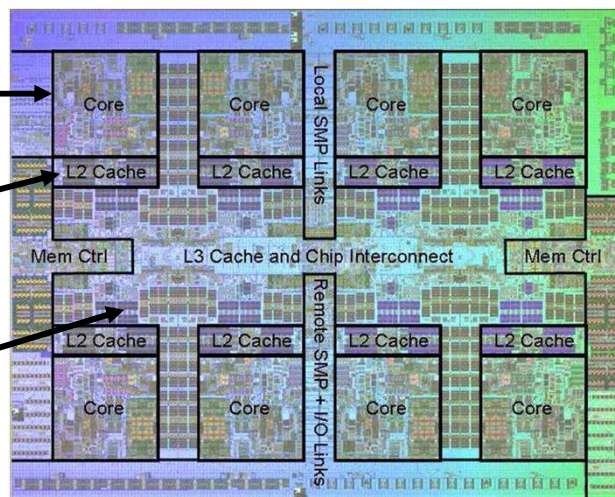 Core
Core
Core
Core
L2 Cache
L2 Cache
L2 Cache
L2 Cache
Local SMP Links
Mem Ctrl
L3 Cache and Chip Interconnect
Mem Ctrl
Remote SMP + I/O Links
L2 Cache
L2 Cache
L2 Cache
L2 Cache
Core
Core
Core
Core